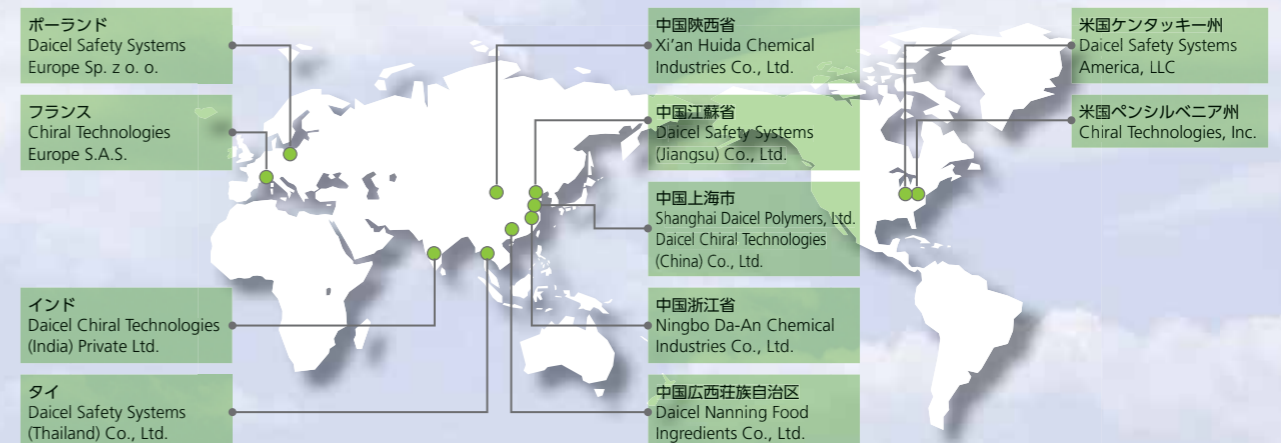 ポーランド
Daicel Safety Systems
Europe Sp. z o. o.
フランス
Chiral Technologies
Europe S.A.S.
インド
Daicel Chiral Technologies
(India) Private Ltd.
タイ
Daicel Safety Systems
(Thailand) Co., Ltd.
中国陝西省
Xi'an Huida Chemical
Industries Co., Ltd.
中国江蘇省
Daicel Safety Systems
(Jiangsu) Co., Ltd.
中国上海市
Shanghai Daicel Polymers, Ltd.
Daicel Chiral Technologies
(China) Co., Ltd.
中国浙江省
Ningbo Da-An Chemical
Industries Co., Ltd.
中国広西荘族自治区
Daicel Nanning Food
Ingredients Co., Ltd.
米国ケンタッキー州
Daicel Safety Systems
America, LLC
米国ペンシルベニア州
Chiral Technologies, Inc.